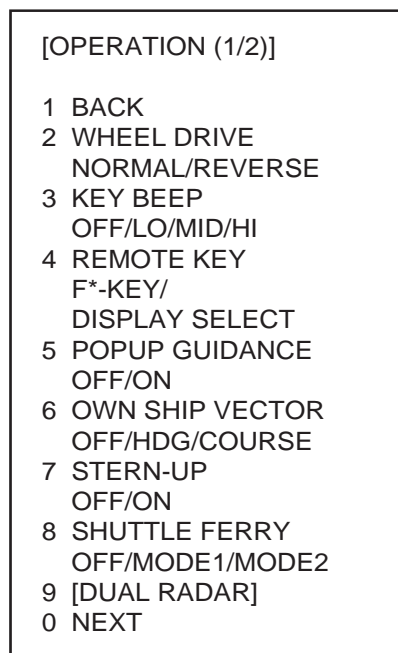 [OPERATION (1/2)]
1 BACK
2 WHEEL DRIVE
NORMAL/REVERSE
3 KEY BEEP
OFF/LO/MID/HI
4 REMOTE KEY
F*-KEY/
DISPLAY SELECT
5 POPUP GUIDANCE
OFF/ON
6 OWN SHIP VECTOR
OFF/HDG/COURSE
7 STERN-UP
OFF/ON
8 SHUTTLE FERRY
OFF/MODE1/MODE2
9 [DUAL RADAR]
0 NEXT